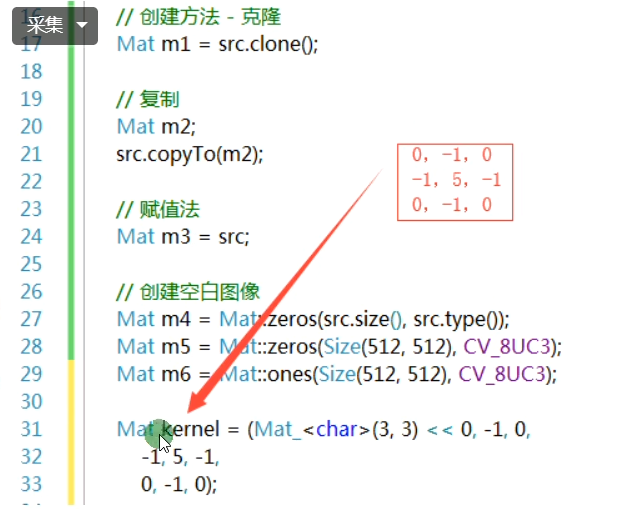 采集
16 // 创建方法 - 克隆
17 Mat m1 = src.clone();
18
19 // 复制
20 Mat m2;
21 src.copyTo(m2);
22
23 // 赋值法
24 Mat m3 = src;
25
26 // 创建空白图像
27 Mat m4 = Mat::zeros(src.size(), src.type());
28 Mat m5 = Mat::zeros(Size(512, 512), CV_8UC3);
29 Mat m6 = Mat::ones(Size(512, 512), CV_8UC3);
30
31 Mat kernel = (Mat_<char>(3, 3) << 0, -1, 0,
32 -1, 5, -1,
33 0, -1, 0);
0, -1, 0
-1, 5, -1
0, -1, 0